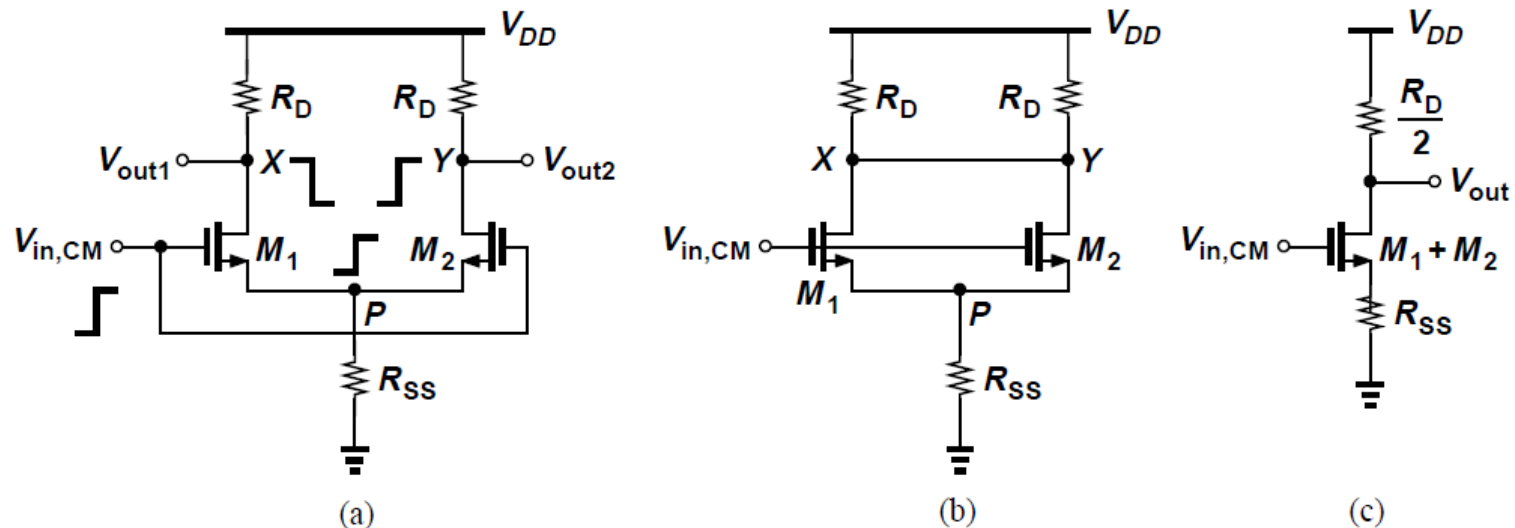 V_DD
R_D R_D
V_out1 X Y V_out2
V_in,CM M_1 M_2
P
R_SS
(a)
V_DD
R_D R_D
X Y
V_in,CM M_2
M_1
P
R_SS
(b)
V_DD
R_D
2
V_out
V_in,CM M_1 + M_2
R_SS
(c)